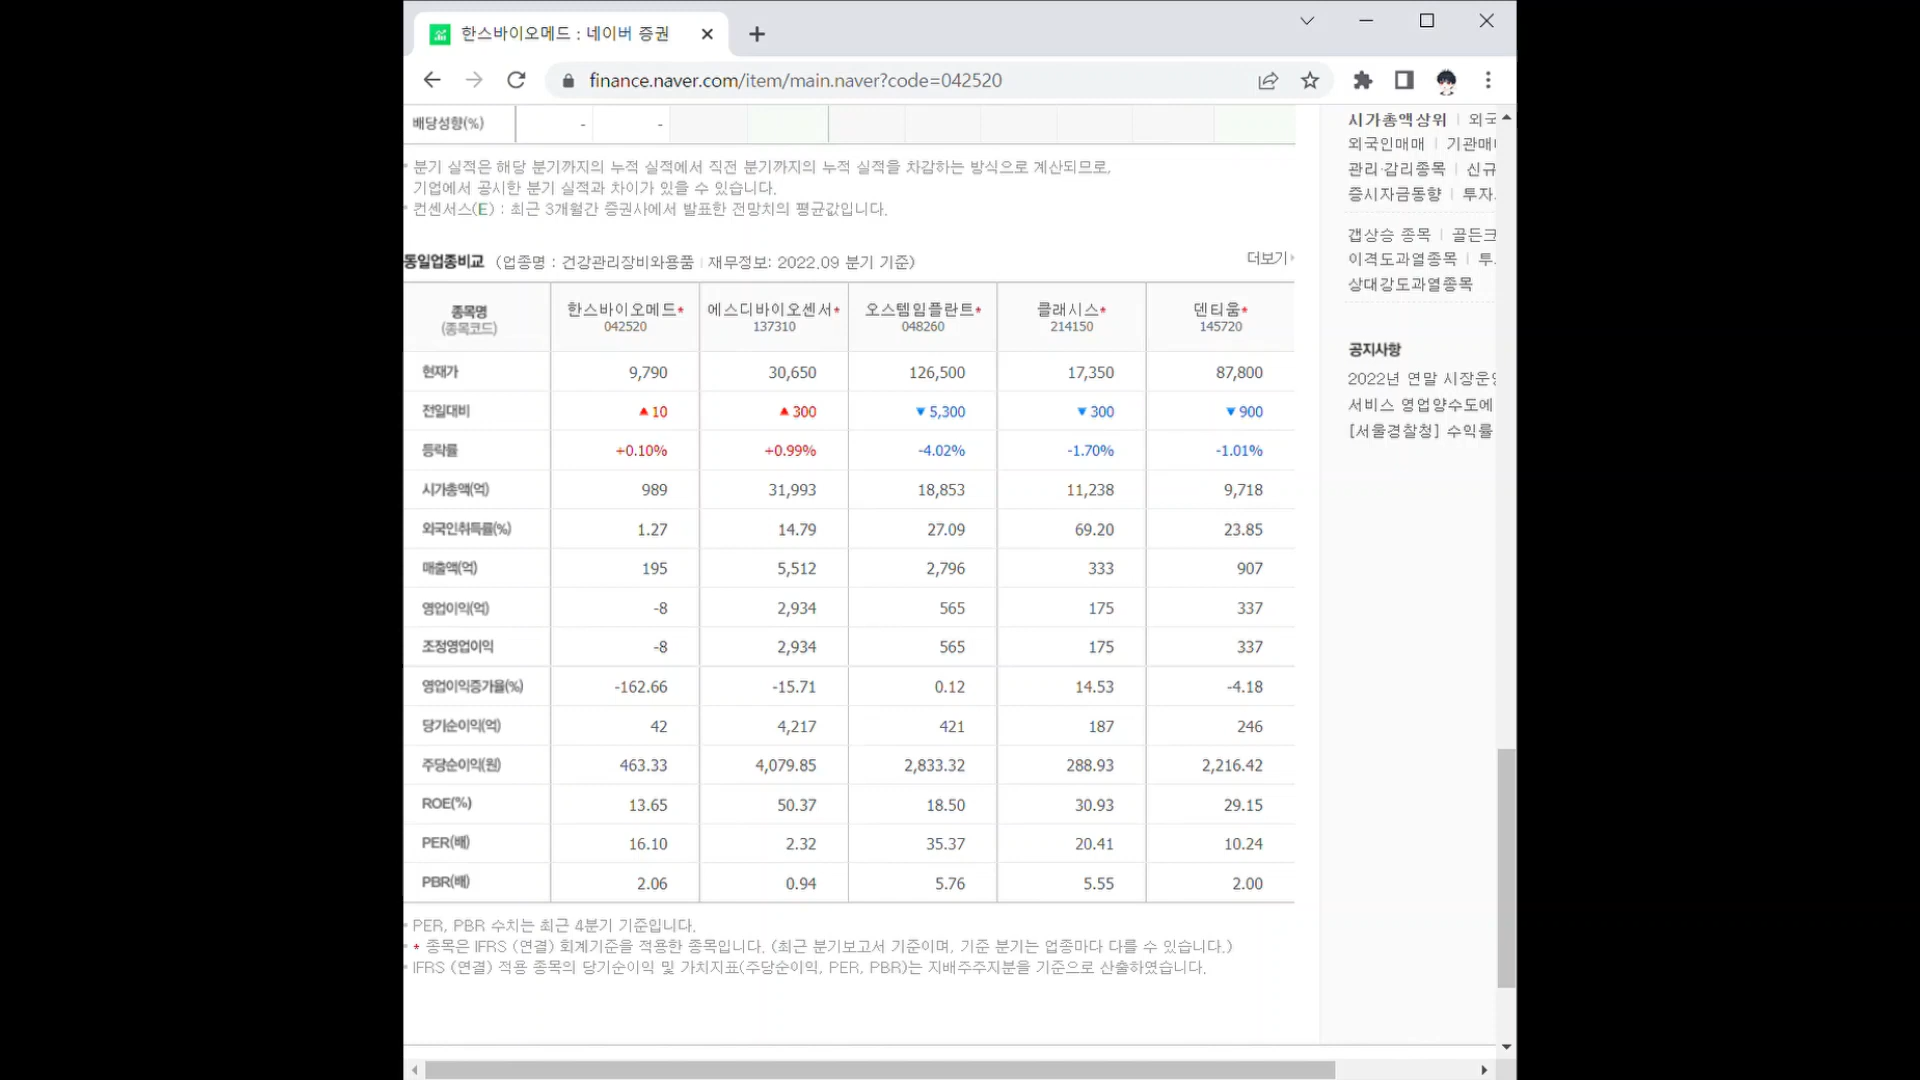 한스바이오메드 : 네이버 증권
finance.naver.com/item/main.naver?code=042520
배당성향(%) - -
분기 실적은 해당 분기까지의 누적 실적에서 직전 분기까지의 누적 실적을 차감하는 방식으로 계산되므로,
기업에서 공시한 분기 실적과 차이가 있을 수 있습니다.
컨센서스(E) : 최근 3개월간 증권사에서 발표한 전망치의 평균값입니다.
동일업종비교 (업종명 : 건강관리장비와용품 | 재무정보: 2022.09 분기 기준) 더보기
종목명 한스바이오메드* 에스디바이오센서* 오스템임플란트* 클래시스* 덴티움*
(종목코드) 042520 137310 048260 214150 145720
현재가 9,790 30,650 126,500 17,350 87,800
전일대비 ▲10 ▲300 ▼5,300 ▼300 ▼900
등락률 +0.10% +0.99% -4.02% -1.70% -1.01%
시가총액(억) 989 31,993 18,853 11,238 9,718
외국인취득률(%) 1.27 14.79 27.09 69.20 23.85
매출액(억) 195 5,512 2,796 333 907
영업이익(억) -8 2,934 565 175 337
조정영업이익 -8 2,934 565 175 337
영업이익증가율(%) -162.66 -15.71 0.12 14.53 -4.18
당기순이익(억) 42 4,217 421 187 246
주당순이익(원) 463.33 4,079.85 2,833.32 288.93 2,216.42
ROE(%) 13.65 50.37 18.50 30.93 29.15
PER(배) 16.10 2.32 35.37 20.41 10.24
PBR(배) 2.06 0.94 5.76 5.55 2.00
PER, PBR 수치는 최근 4분기 기준입니다.
* 종목은 IFRS (연결) 회계기준을 적용한 종목입니다. (최근 분기보고서 기준이며, 기준 분기는 업종마다 다를 수 있습니다.)
IFRS (연결) 적용 종목의 당기순이익 및 가치지표(주당순이익, PER, PBR)는 지배주주지분을 기준으로 산출하였습니다.
시가총액상위 | 외국
외국인매매 | 기관매
관리·감리종목 | 신규
증시자금동향 | 투자
갭상승 종목 | 골든크
이격도과열종목 | 투
상대강도과열종목
공지사항
2022년 연말 시장운영
서비스 영업양수도에
[서울경찰청] 수익률